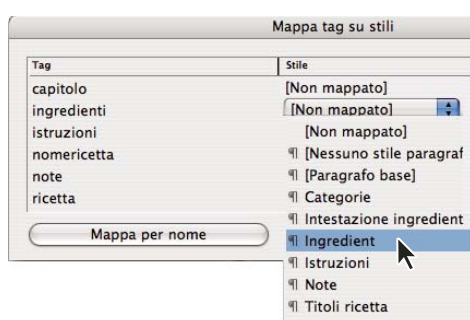 Mappa tag su stili
Tag Stile
capitolo [Non mappato]
ingredienti [Non mappato]
istruzioni [Non mappato]
nomericetta ¶ [Nessuno stile paragraf
note ¶ [Paragrafo base]
ricetta ¶ Categorie
¶ Intestazione ingredient
Mappa per nome ¶ Ingredient
¶ Istruzioni
¶ Note
¶ Titoli ricetta